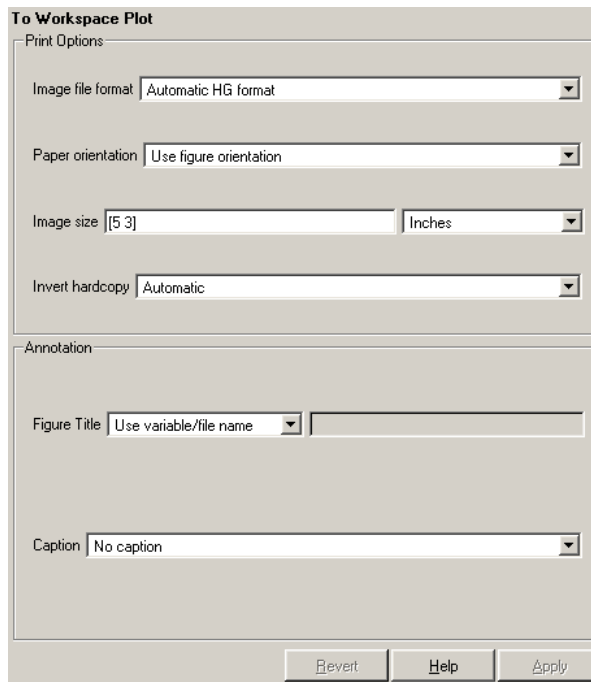 To Workspace Plot
Print Options
Image file format Automatic HG format
Paper orientation Use figure orientation
Image size [5 3] Inches
Invert hardcopy Automatic
Annotation
Figure Title Use variable/file name
Caption No caption
Revert Help Apply